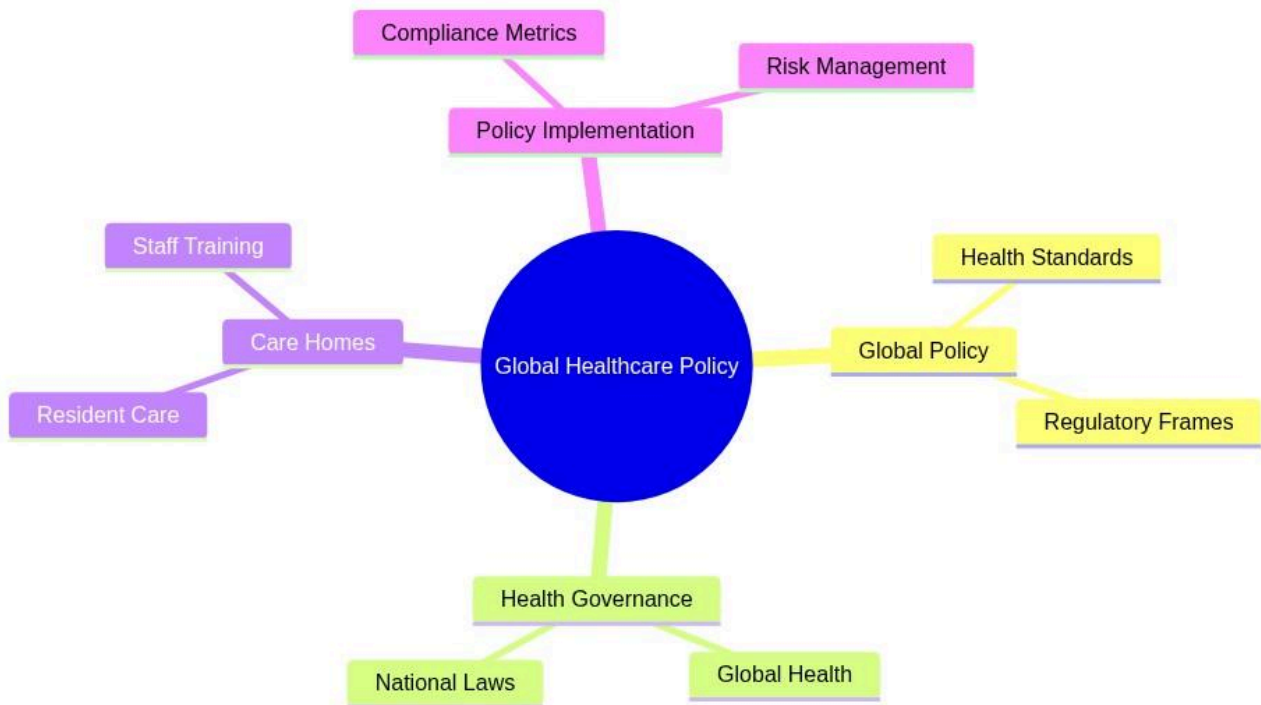 Compliance Metrics
Risk Management
Policy Implementation
Staff Training
Health Standards
Care Homes
Global Policy
Global Healthcare Policy
Resident Care
Regulatory Frames
Health Governance
National Laws
Global Health